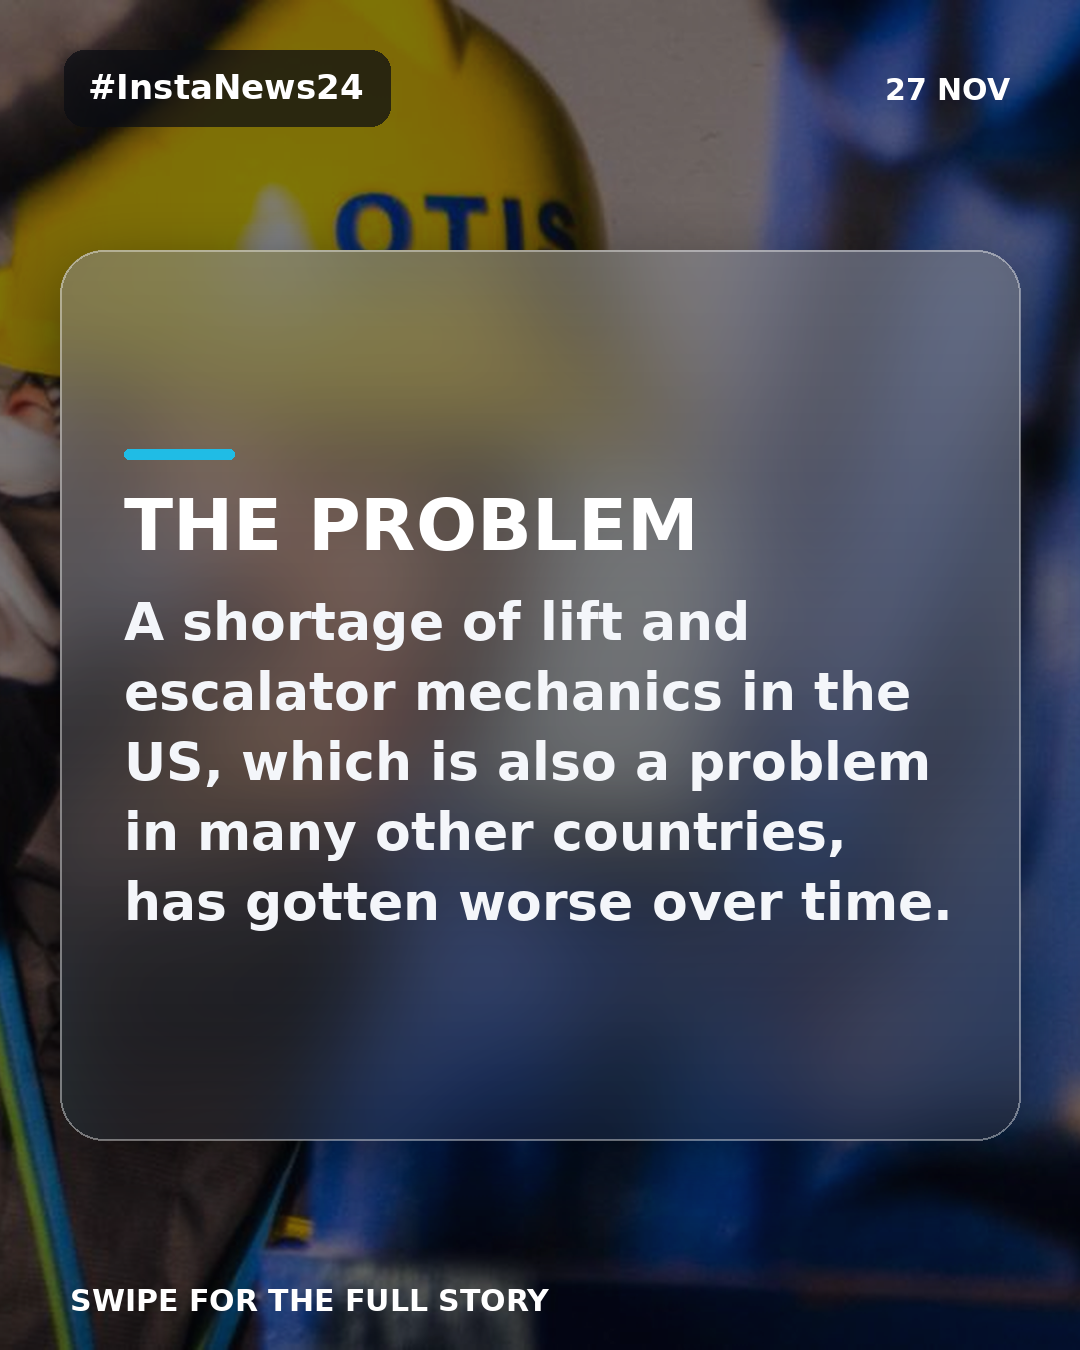 #InstaNews24
27 NOV
OTIS
THE PROBLEM
A shortage of lift and
escalator mechanics in the
US, which is also a problem
in many other countries,
has gotten worse over time.
SWIPE FOR THE FULL STORY